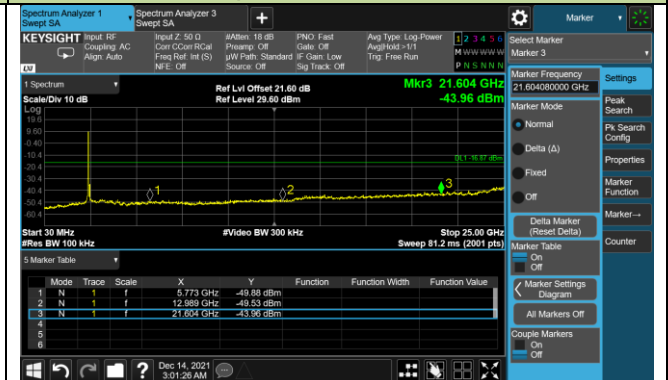 Spectrum Analyzer 1
Swept SA
Spectrum Analyzer 3
Swept SA
+
Marker
KEYSIGHT
Input: RF
Coupling: AC
Align: Auto
Input Z: 50 Ω
Corr CCorr RCal
Freq Ref: Int (S)
NFE: Off
#Atten: 18 dB
Preamp: Off
µW Path: Standard
Source: Off
PNO: Fast
Gate: Off
IF Gain: Low
Sig Track: Off
Avg Type: Log-Power
Avg|Hold:>1/1
Trig: Free Run
1 2 3 4 5 6
M W W W W W
P N S N N N
LXI
Select Marker
Marker 3
1 Spectrum
Scale/Div 10 dB
Ref Lvl Offset 21.60 dB
Ref Level 29.60 dBm
Mkr3 21.604 GHz
-43.96 dBm
Log
19.6
9.60
-0.40
-10.4
-20.4
-30.4
-40.4
-50.4
-60.4
DL1 -16.87 dBm
1
2
3
Start 30 MHz
#Res BW 100 kHz
#Video BW 300 kHz
Stop 25.00 GHz
Sweep 81.2 ms (2001 pts)
5 Marker Table
Mode Trace Scale X Y Function Function Width Function Value
1 N 1 f 5.773 GHz -49.88 dBm
2 N 1 f 12.989 GHz -49.53 dBm
3 N 1 f 21.604 GHz -43.96 dBm
4
5
6
Marker Frequency
21.604080000 GHz
Marker Mode
Normal
Delta (Δ)
Fixed
Off
Delta Marker
(Reset Delta)
Marker Table
On
Off
Marker Settings
Diagram
All Markers Off
Couple Markers
On
Off
Settings
Peak
Search
Pk Search
Config
Properties
Marker
Function
Marker→
Counter
?
Dec 14, 2021
3:01:26 AM